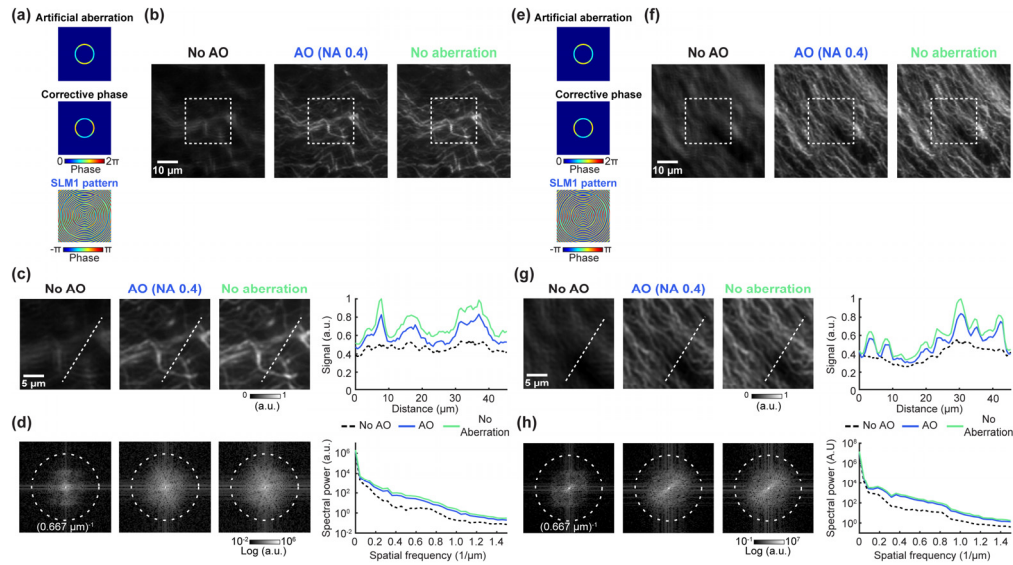 (a)
Artificial aberration
Corrective phase
0 2π
Phase
SLM1 pattern
-π π
Phase
(b)
No AO AO (NA 0.4) No aberration
10 µm
(c)
No AO AO (NA 0.4) No aberration
5 µm
0 1
(a.u.)
Signal (a.u.)
1
0.8
0.6
0.4
0.2
0
0 10 20 30 40
Distance (µm)
No AO AO No Aberration
(d)
(0.667 µm)⁻¹
10⁻² 10⁶
Log (a.u.)
Spectral power (a.u.)
10⁶
10⁴
10²
10⁰
10⁻²
0 0.2 0.4 0.6 0.8 1.0 1.2 1.4
Spatial frequency (1/µm)
(e)
Artificial aberration
Corrective phase
0 2π
Phase
SLM1 pattern
-π π
Phase
(f)
No AO AO (NA 0.4) No aberration
10 µm
(g)
No AO AO (NA 0.4) No aberration
5 µm
0 1
(a.u.)
Signal (a.u.)
1
0.8
0.6
0.4
0.2
0
0 10 20 30 40
Distance (µm)
No AO AO No Aberration
(h)
(0.667 µm)⁻¹
10⁻¹ 10⁷
Log (a.u.)
Spectral power (A.U)
10⁸
10⁶
10⁴
10²
10⁰
0 0.2 0.4 0.6 0.8 1.0 1.2 1.4
Spatial frequency (1/µm)